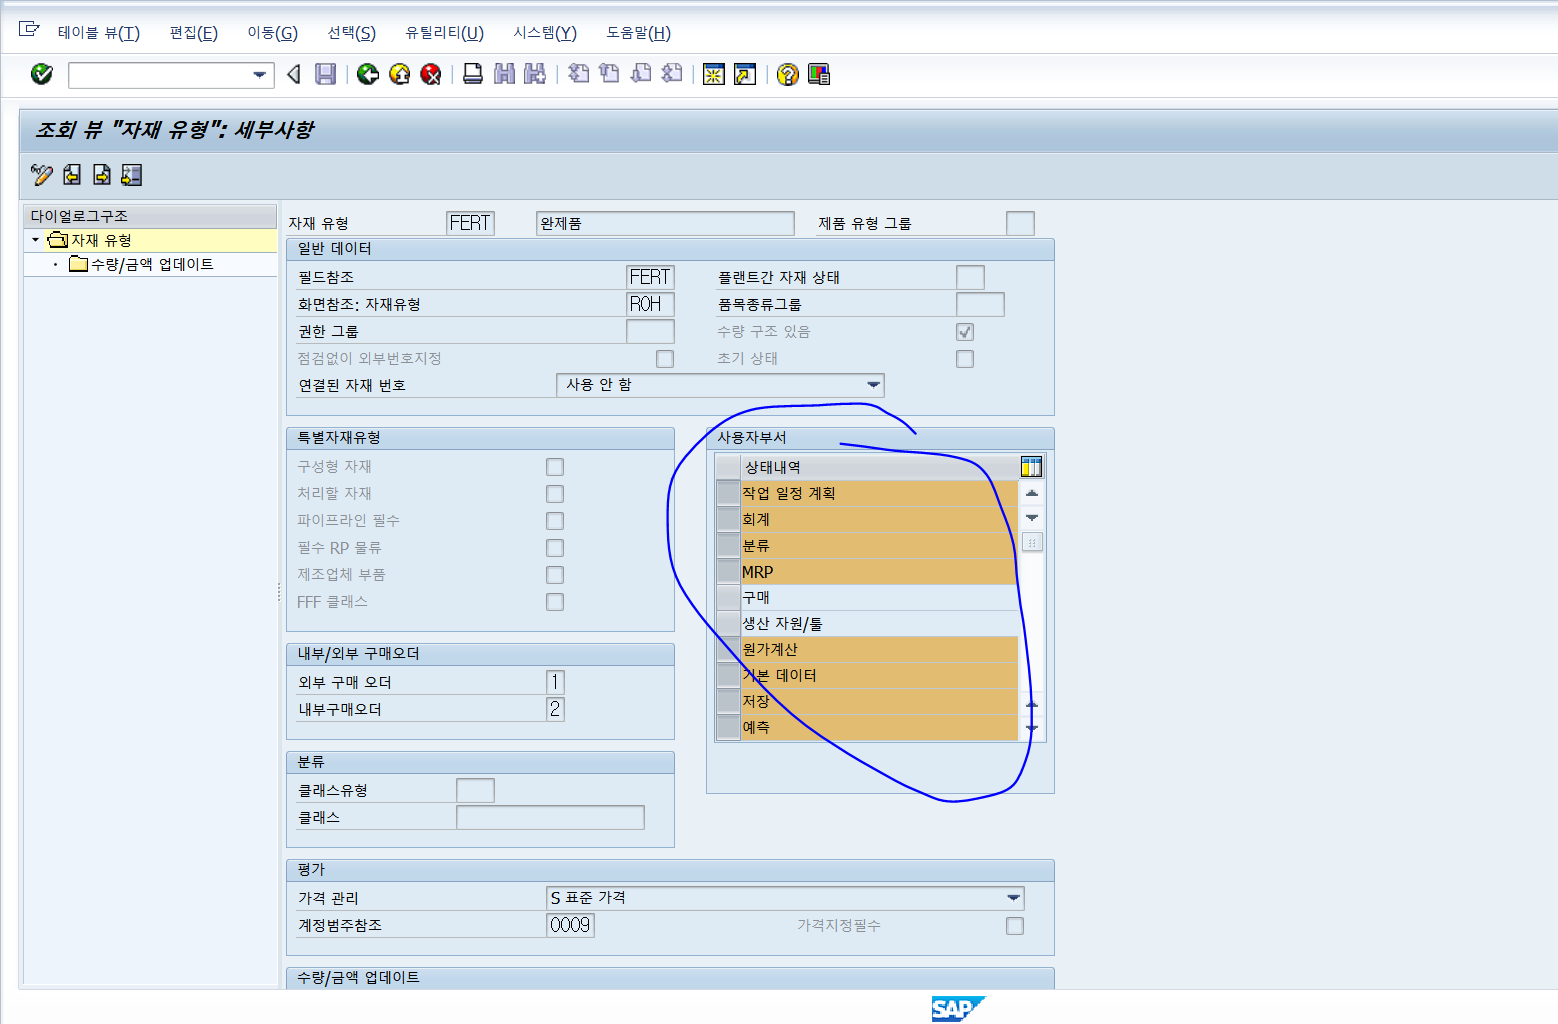 테이블 뷰(T) 편집(E) 이동(G) 선택(S) 유틸리티(U) 시스템(Y) 도움말(H)
조회 뷰 "자재 유형": 세부사항
다이얼로그구조
자재 유형
수량/금액 업데이트
자재 유형 FERT 완제품 제품 유형 그룹
일반 데이터
필드참조 FERT 플랜트간 자재 상태
화면참조: 자재유형 ROH 품목종류그룹
권한 그룹 수량 구조 있음
점검없이 외부번호지정 초기 상태
연결된 자재 번호 사용 안 함
특별자재유형
구성형 자재
처리할 자재
파이프라인 필수
필수 RP 물류
제조업체 부품
FFF 클래스
사용자부서
상태내역
작업 일정 계획
회계
분류
MRP
구매
생산 자원/툴
원가계산
기본 데이터
저장
예측
내부/외부 구매오더
외부 구매 오더 1
내부구매오더 2
분류
클래스유형
클래스
평가
가격 관리 S 표준 가격
계정범주참조 0009 가격지정필수
수량/금액 업데이트
SAP